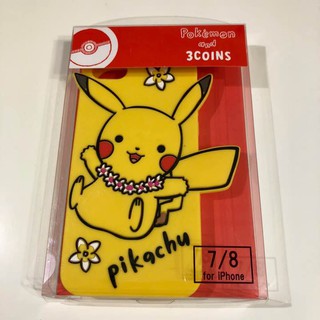 Pokémon
and
3COINS
pikachu
7/8
for iPhone